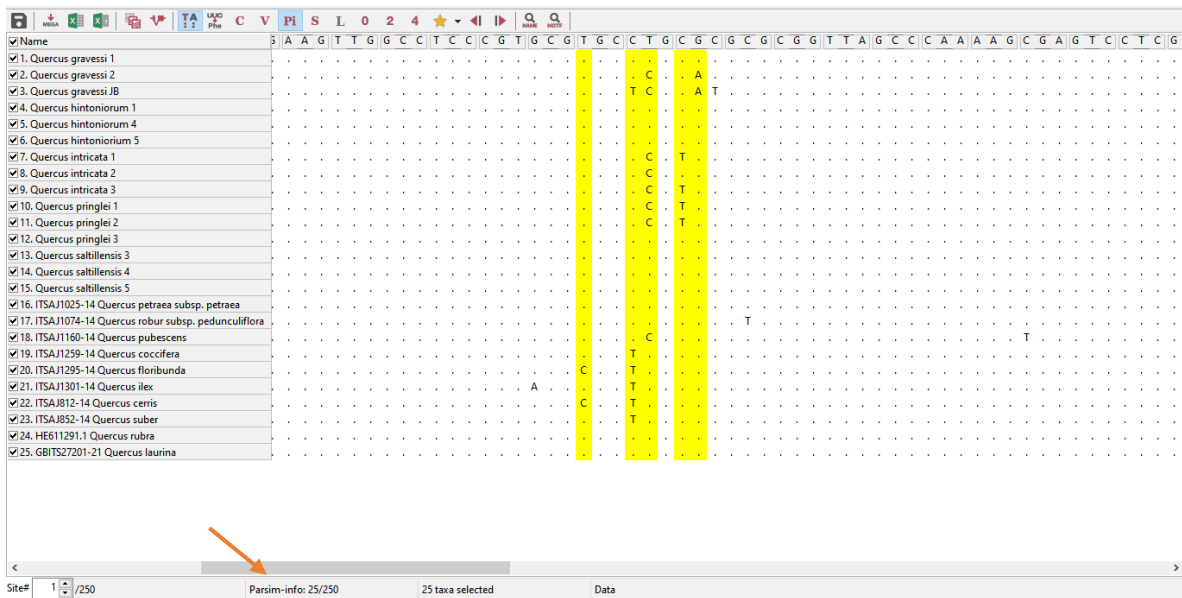 MEGA TA UUC Phe C V Pi S L 0 2 4 NAME MOTF
Name G A A G T T G G C C T C C C G T G C G T G C C T G C G C G C G C G G T T A G C C C A A A A G C G A G T C C T C G
1. Quercus gravessi 1
2. Quercus gravessi 2 C A
3. Quercus gravessi JB T C A T
4. Quercus hintoniorum 1
5. Quercus hintoniorum 4
6. Quercus hintoniorium 5
7. Quercus intricata 1 C T
8. Quercus intricata 2 C
9. Quercus intricata 3 C T
10. Quercus pringlei 1 C T
11. Quercus pringlei 2 C T
12. Quercus pringlei 3
13. Quercus saltillensis 3
14. Quercus saltillensis 4
15. Quercus saltillensis 5
16. ITSAJ1025-14 Quercus petraea subsp. petraea
17. ITSAJ1074-14 Quercus robur subsp. pedunculiflora T
18. ITSAJ1160-14 Quercus pubescens C T
19. ITSAJ1259-14 Quercus coccifera T
20. ITSAJ1295-14 Quercus floribunda C T
21. ITSAJ1301-14 Quercus ilex A T
22. ITSAJ812-14 Quercus cerris C T
23. ITSAJ852-14 Quercus suber T
24. HE611291.1 Quercus rubra
25. GBITS27201-21 Quercus laurina
Site# 1 /250 Parsim-info: 25/250 25 taxa selected Data